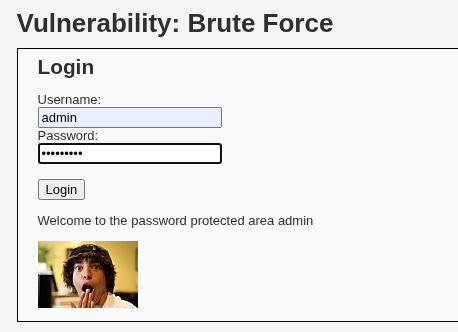 Vulnerability: Brute Force
Login
Username:
admin
Password:
•••••••••
Login
Welcome to the password protected area admin